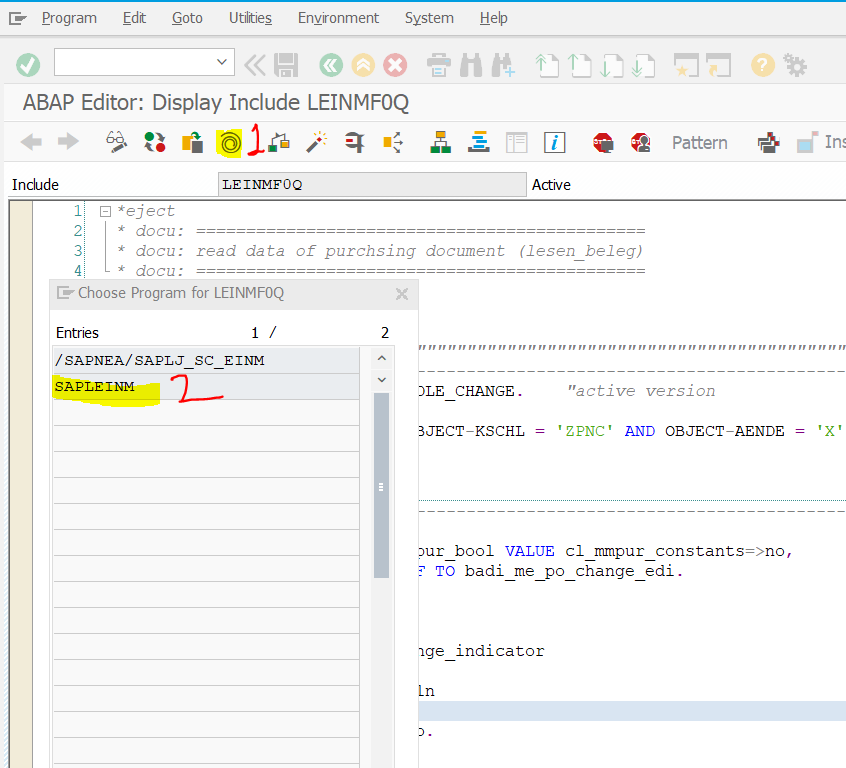 Program Edit Goto Utilities Environment System Help
ABAP Editor: Display Include LEINMF0Q
1
Pattern Ins
Include LEINMF0Q Active
1 *eject
2 * docu: =============================================
3 * docu: read data of purchsing document (lesen_beleg)
4 * docu: =============================================
Choose Program for LEINMF0Q
Entries 1 / 2
/SAPNEA/SAPLJ_SC_EINM
OLE_CHANGE. "active version
SAPLEINM 2
BJECT-KSCHL = 'ZPNC' AND OBJECT-AENDE = 'X'
pur_bool VALUE cl_mmpur_constants=>no,
F TO badi_me_po_change_edi.
nge_indicator
ln
o.